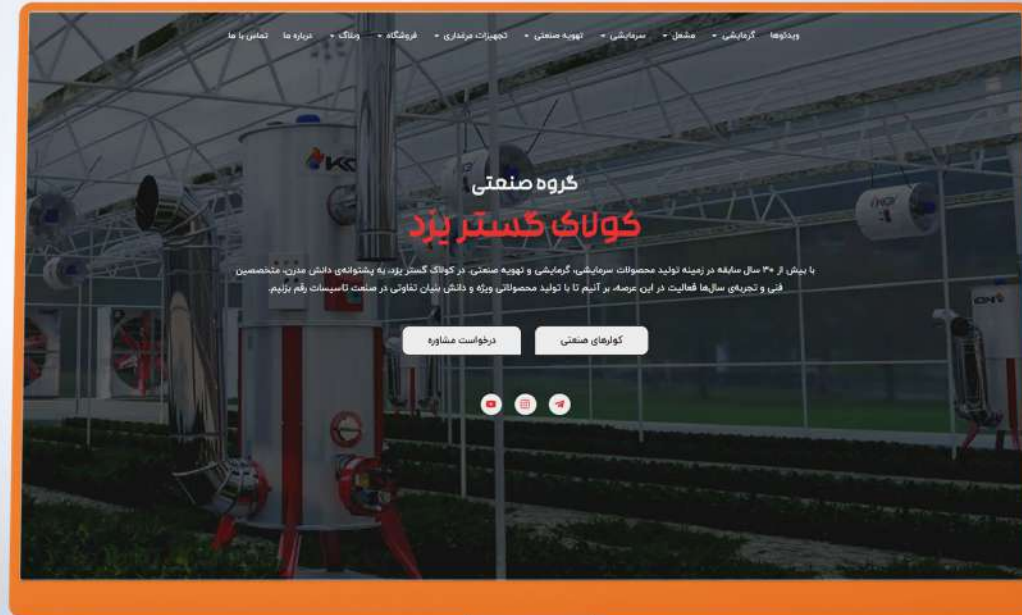 ویدئوها گرمایشی مشعل سرمایشی تهویه صنعتی تجهیزات مرغداری فروشگاه وبلاگ درباره ما تماس با ما
گروه صنعتی
کولاک گستر یزد
با بیش از ۳۰ سال سابقه در زمینه تولید محصولات سرمایشی، گرمایشی و تهویه صنعتی. در کولاک گستر یزد، به پشتوانه‌ی دانش مدرن، متخصصین
فنی و تجربه‌ی سال‌ها فعالیت در این عرصه، بر آنیم تا با تولید محصولاتی ویژه و دانش بنیان تفاوتی در صنعت تاسیسات رقم بزنیم.
کولرهای صنعتی درخواست مشاوره